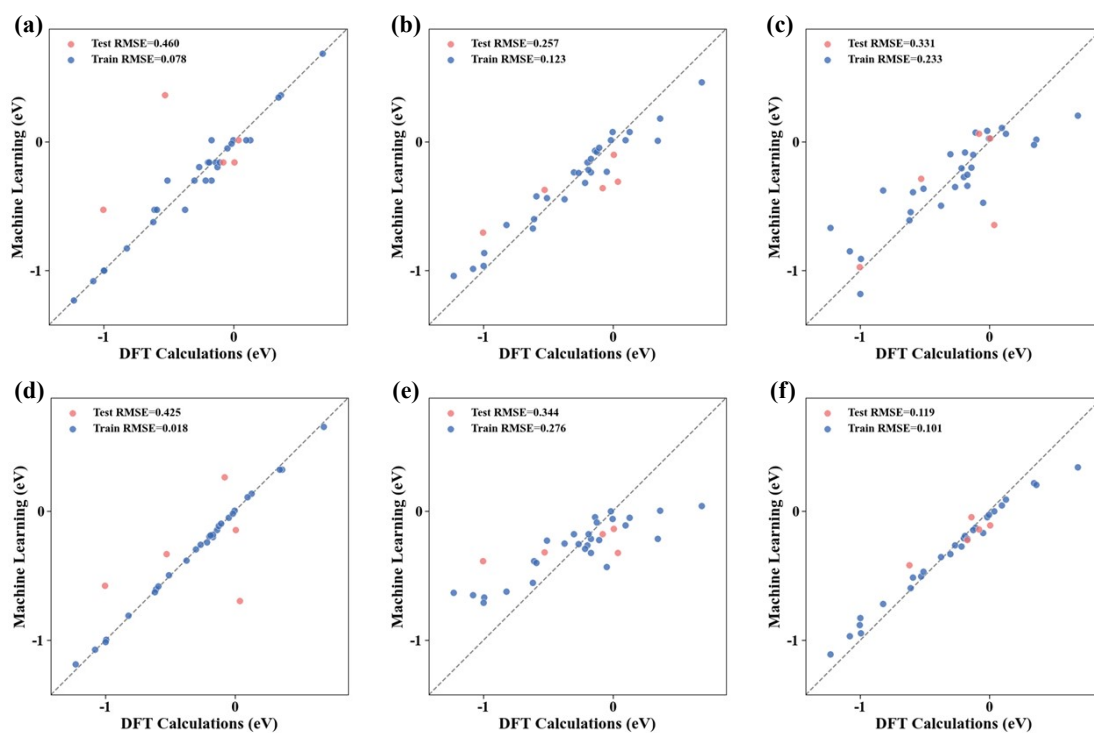 (a)
Test RMSE=0.460
Train RMSE=0.078
0
-1
-1 0
Machine Learning (eV)
DFT Calculations (eV)
(b)
Test RMSE=0.257
Train RMSE=0.123
0
-1
-1 0
Machine Learning (eV)
DFT Calculations (eV)
(c)
Test RMSE=0.331
Train RMSE=0.233
0
-1
-1 0
Machine Learning (eV)
DFT Calculations (eV)
(d)
Test RMSE=0.425
Train RMSE=0.018
0
-1
-1 0
Machine Learning (eV)
DFT Calculations (eV)
(e)
Test RMSE=0.344
Train RMSE=0.276
0
-1
-1 0
Machine Learning (eV)
DFT Calculations (eV)
(f)
Test RMSE=0.119
Train RMSE=0.101
0
-1
-1 0
Machine Learning (eV)
DFT Calculations (eV)